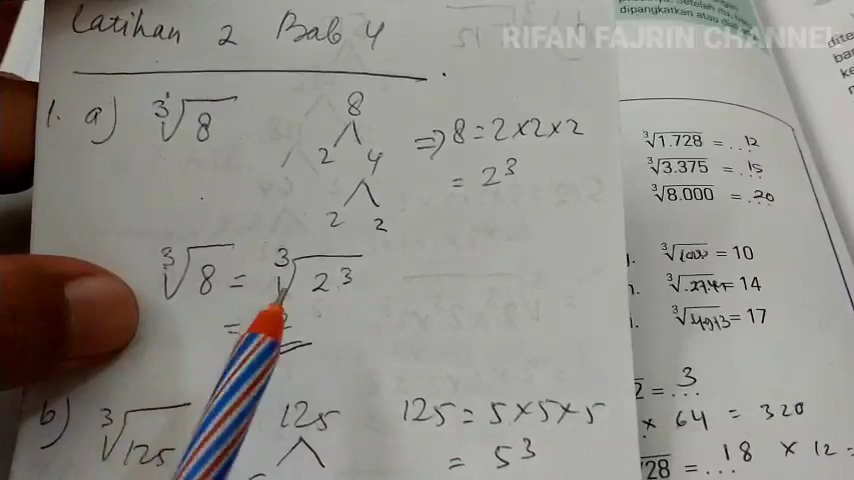 Latihan 2 Bab 4
RIFAN FAJRIN CHANNEL
1. a) ∛8
8
2 4
2 2
⇒ 8 = 2×2×2
= 2³
∛8 = ∛2³
b) ∛125
125
125 = 5×5×5
= 5³
dipangkatkan atau
∛1.728 = ...12
∛3.375 = ...15
∛8.000 = ...20
= 10
= 14
= 17
= 3
× 64 = 320
28 = ...18 × 12 =